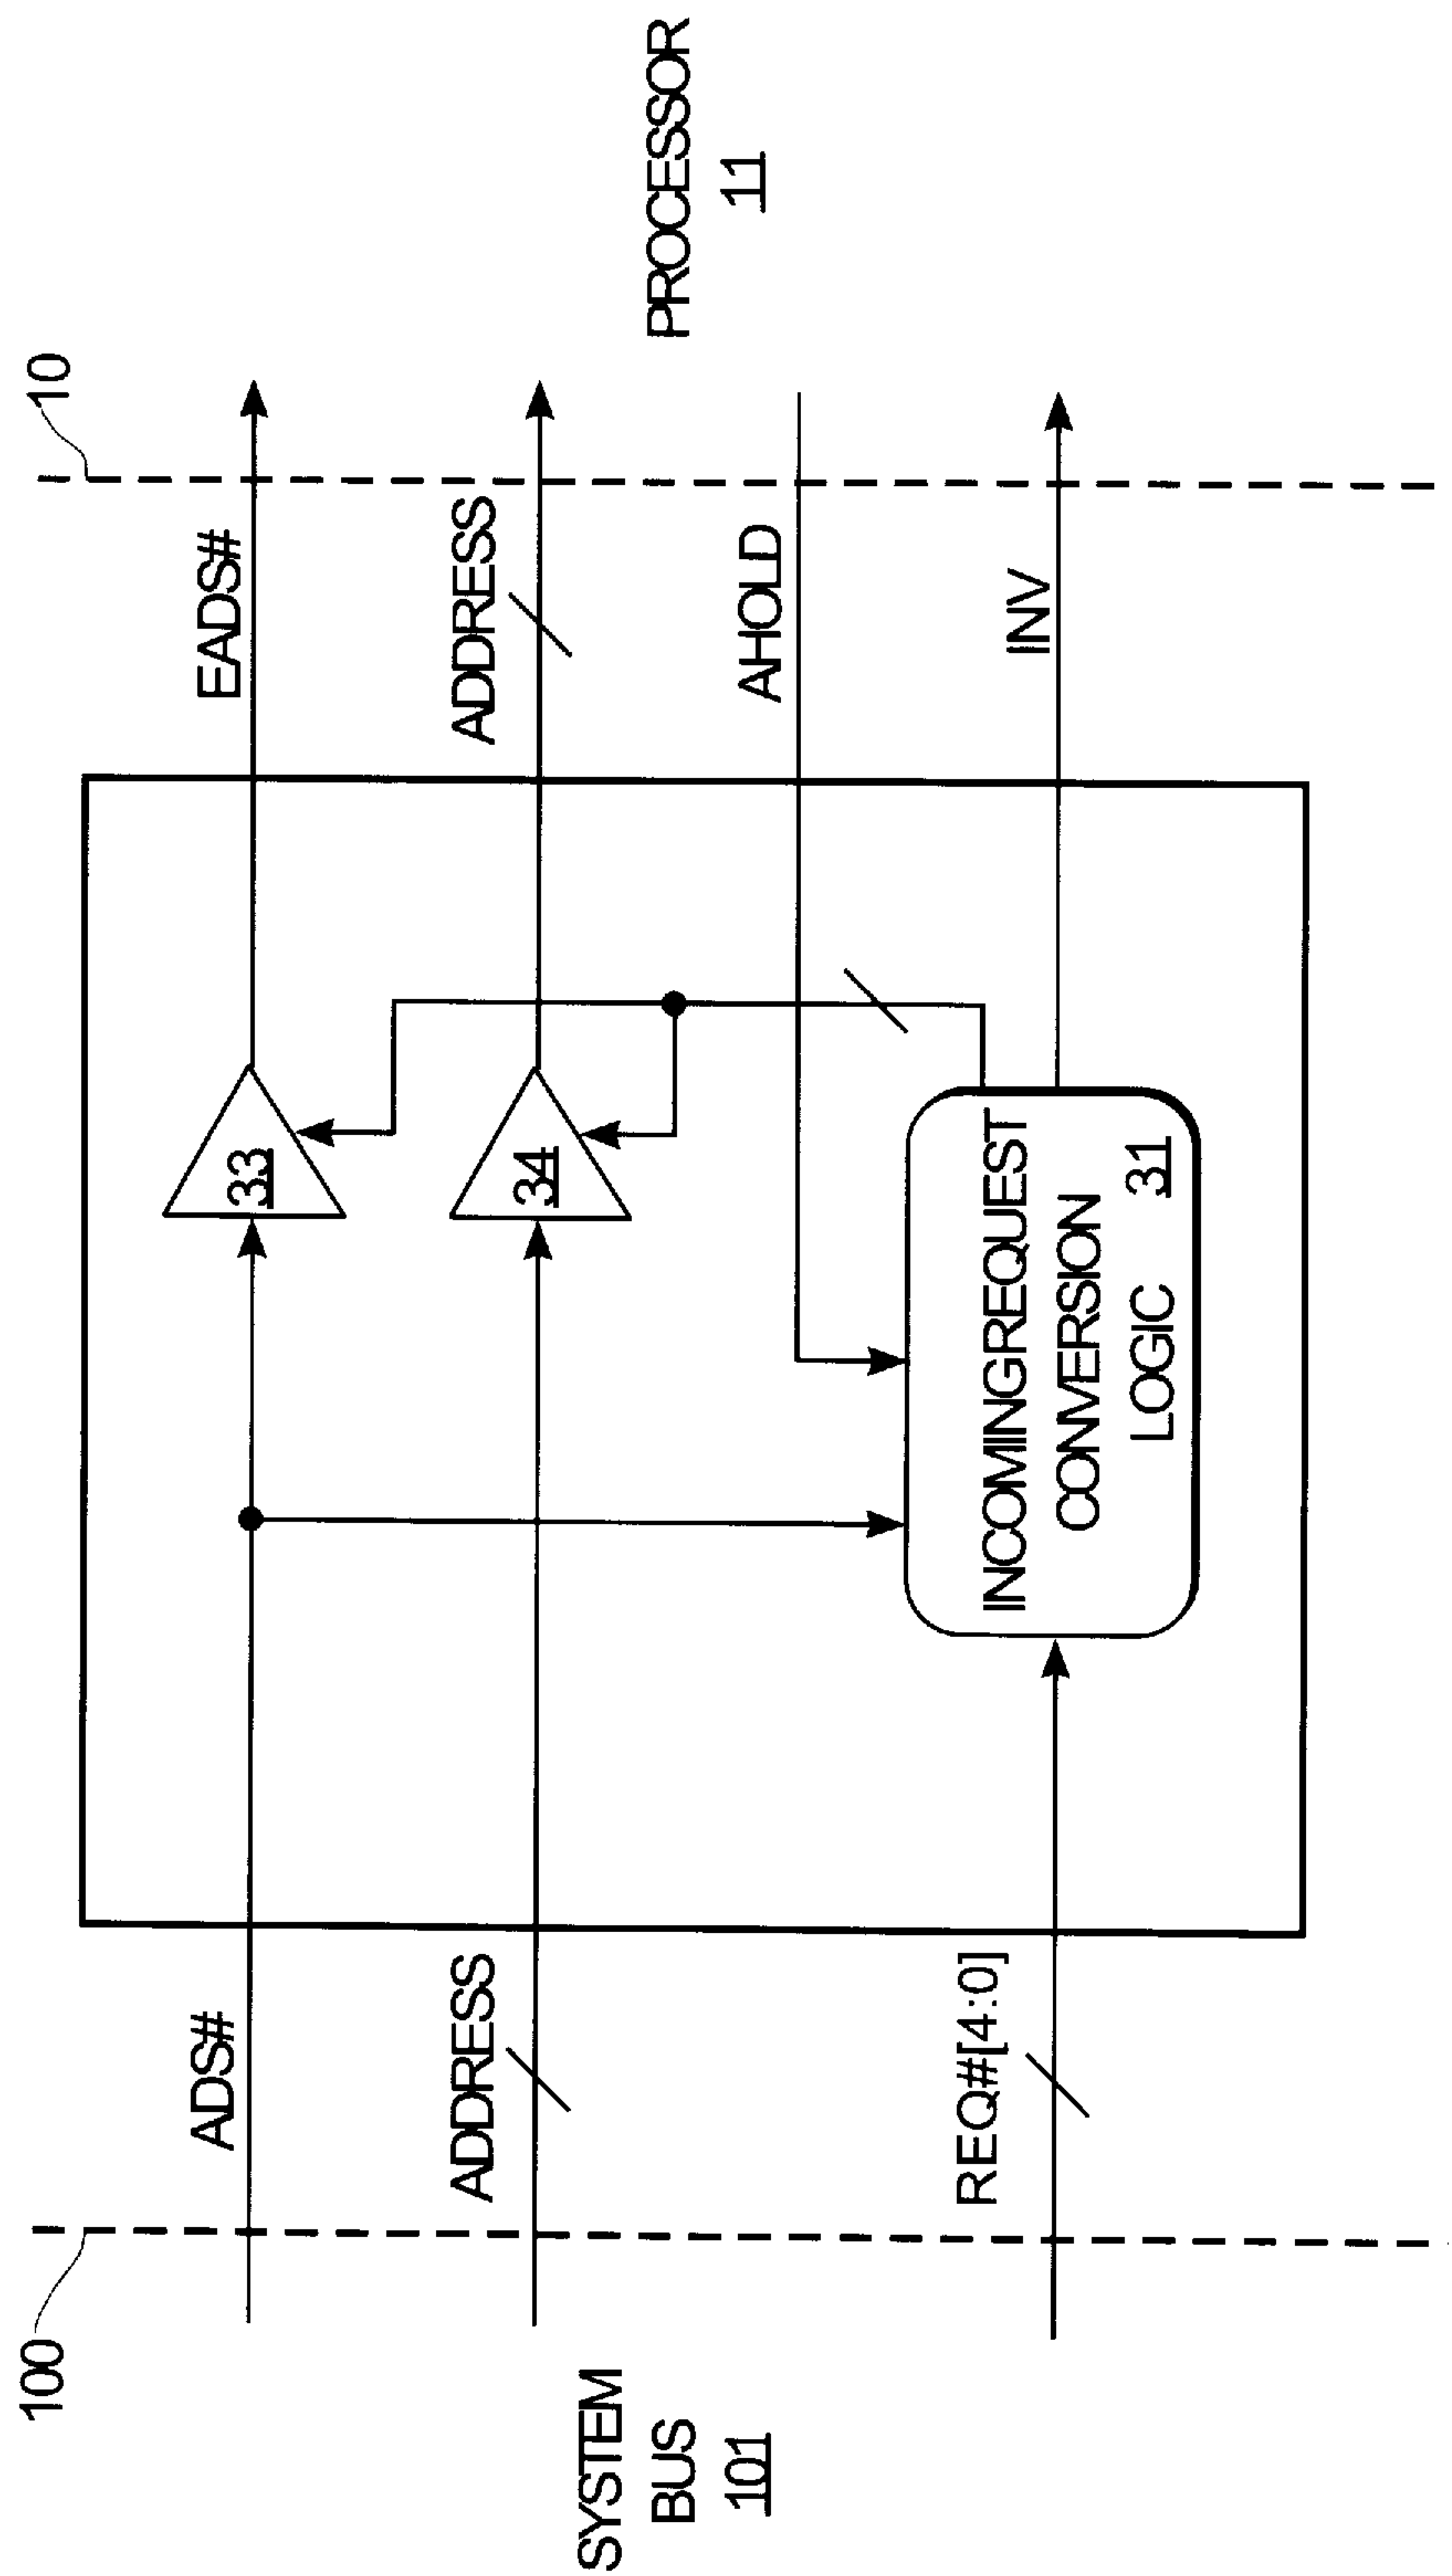 100
10
ADS#
EADS#
ADDRESS
ADDRESS
AHOLD
REQ#[4:0]
INV
33
34
INCOMINGREQUEST
CONVERSION
LOGIC 31
SYSTEM
BUS
101
PROCESSOR
11